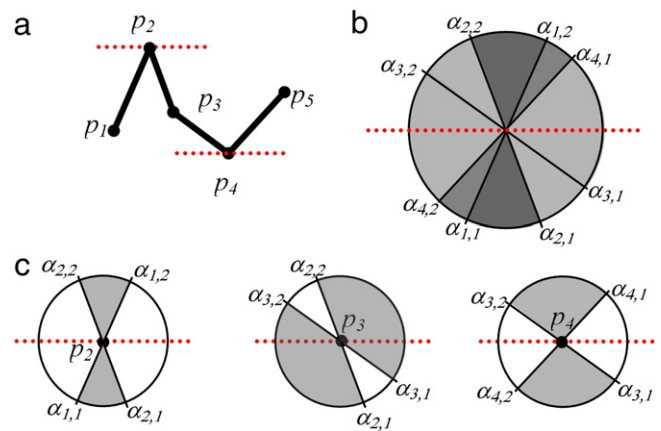 a
p2
p1
p3
p4
p5
b
α2,2
α1,2
α4,1
α3,2
α3,1
α4,2
α1,1
α2,1
c
α2,2
α1,2
p2
α1,1
α2,1
α2,2
α3,2
p3
α3,1
α2,1
α3,2
α4,1
p4
α4,2
α3,1